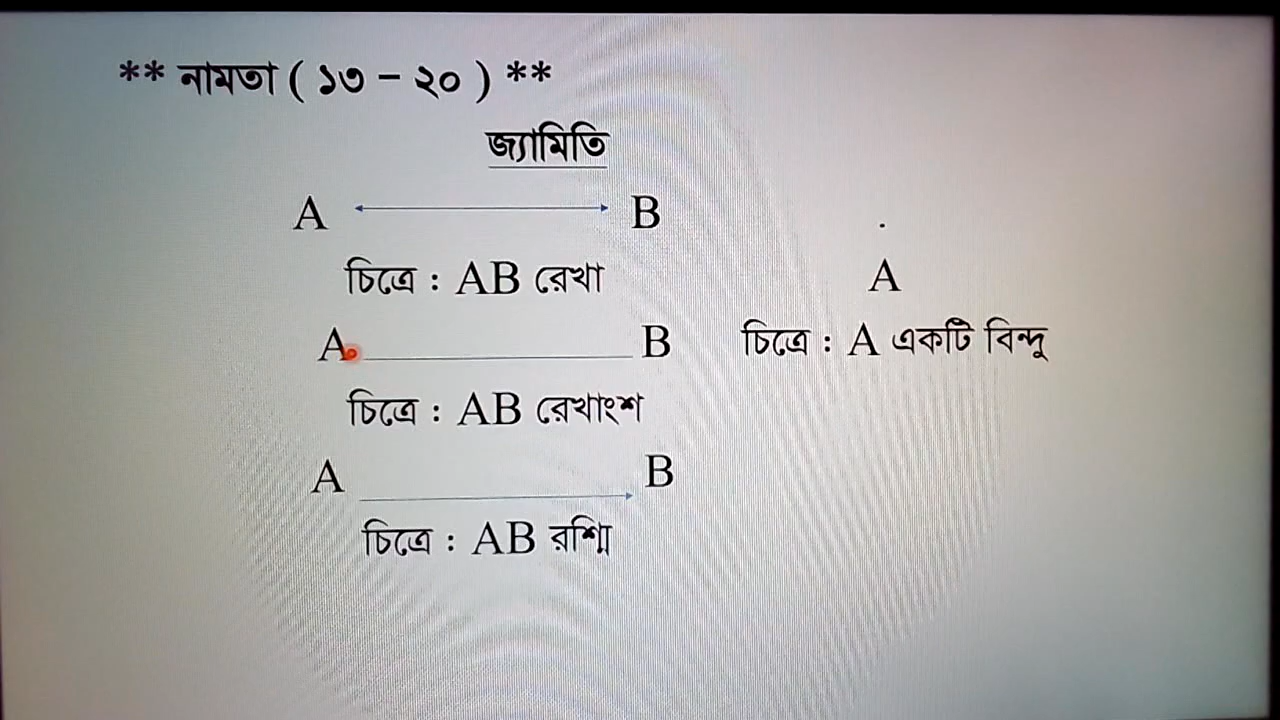 ** নামতা ( ১৩ – ২০ ) **
জ্যামিতি
A B
চিত্রে : AB রেখা
A B
চিত্রে : AB রেখাংশ
A B
চিত্রে : AB রশ্মি
A
চিত্রে : A একটি বিন্দু